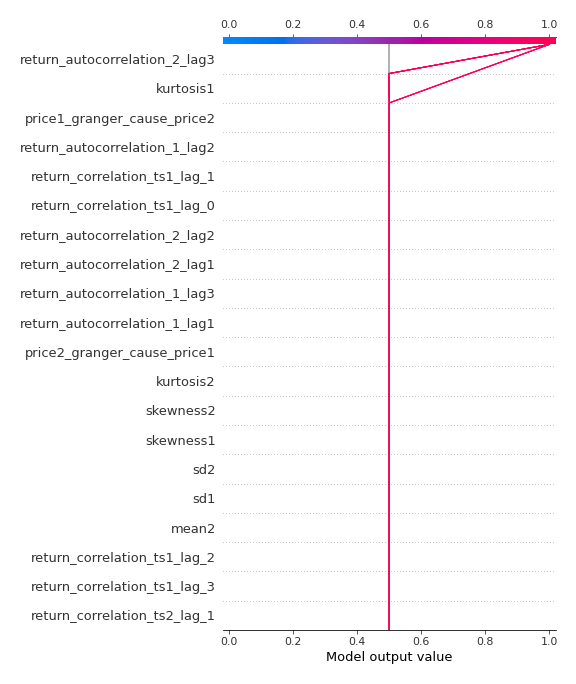 0.0 0.2 0.4 0.6 0.8 1.0
return_autocorrelation_2_lag3
kurtosis1
price1_granger_cause_price2
return_autocorrelation_1_lag2
return_correlation_ts1_lag_1
return_correlation_ts1_lag_0
return_autocorrelation_2_lag2
return_autocorrelation_2_lag1
return_autocorrelation_1_lag3
return_autocorrelation_1_lag1
price2_granger_cause_price1
kurtosis2
skewness2
skewness1
sd2
sd1
mean2
return_correlation_ts1_lag_2
return_correlation_ts1_lag_3
return_correlation_ts2_lag_1
0.0 0.2 0.4 0.6 0.8 1.0
Model output value